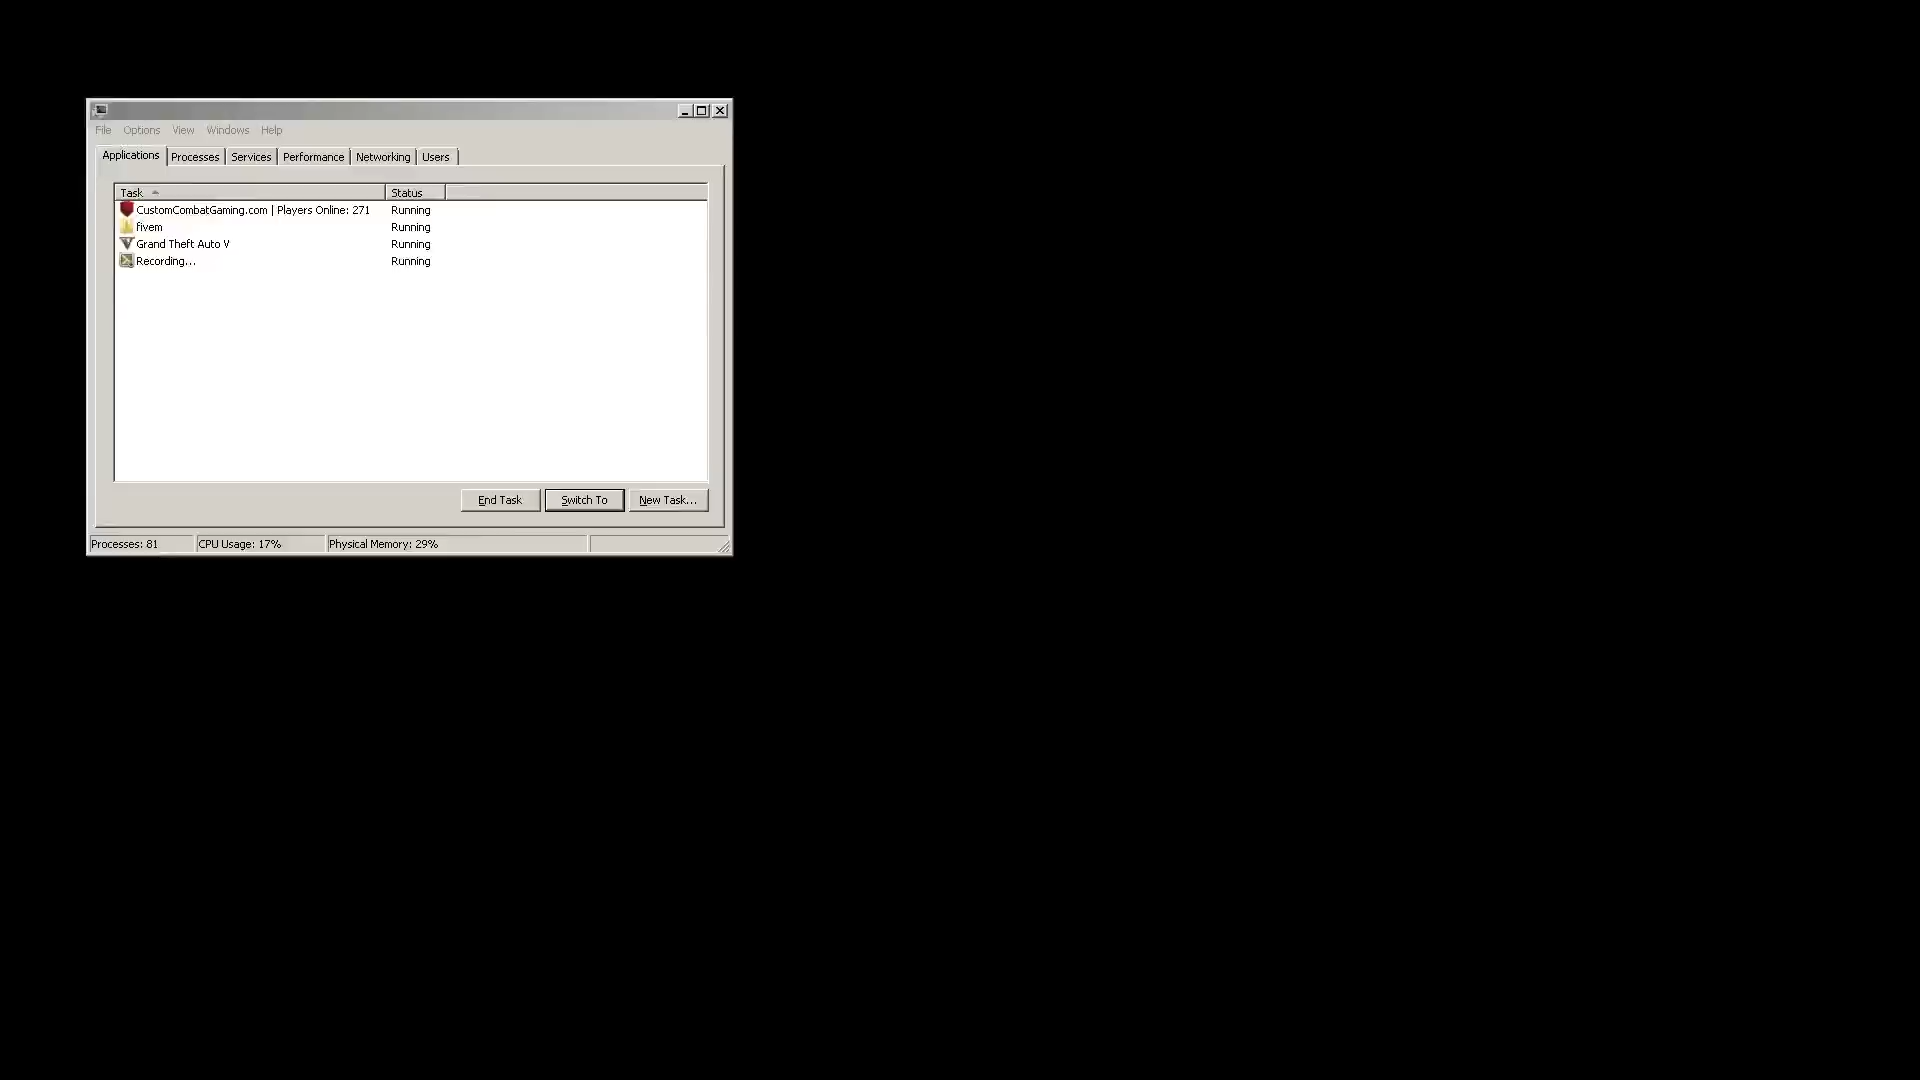 File Options View Windows Help
Applications Processes Services Performance Networking Users
Task Status
CustomCombatGaming.com | Players Online: 271 Running
fivem Running
Grand Theft Auto V Running
Recording... Running
End Task Switch To New Task...
Processes: 81 CPU Usage: 17% Physical Memory: 29%